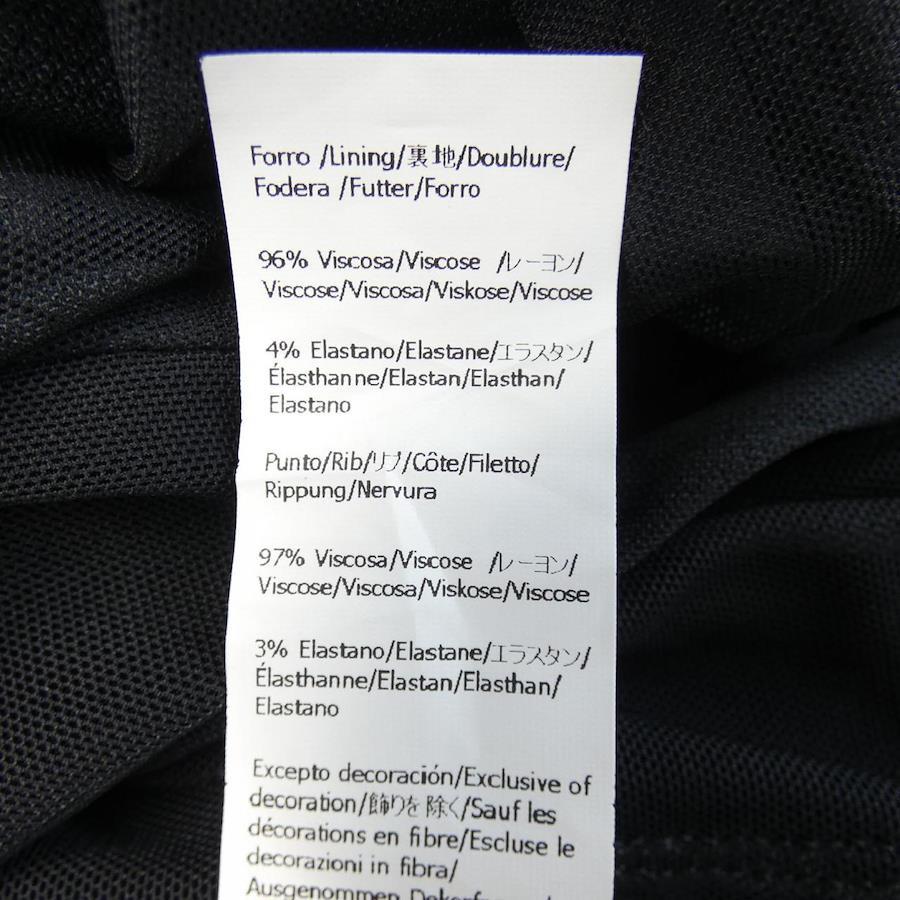 Forro /Lining/裏地/Doublure/
Fodera /Futter/Forro
96% Viscosa/Viscose /レーヨン/
Viscose/Viscosa/Viskose/Viscose
4% Elastano/Elastane/エラスタン/
Élasthanne/Elastan/Elasthan/
Elastano
Punto/Rib/リブ/Côte/Filetto/
Rippung/Nervura
97% Viscosa/Viscose /レーヨン/
Viscose/Viscosa/Viskose/Viscose
3% Elastano/Elastane/エラスタン/
Élasthanne/Elastan/Elasthan/
Elastano
Excepto decoración/Exclusive of
decoration/飾りを除く/Sauf les
décorations en fibre/Escluse le
decorazioni in fibra/
Ausgenommen